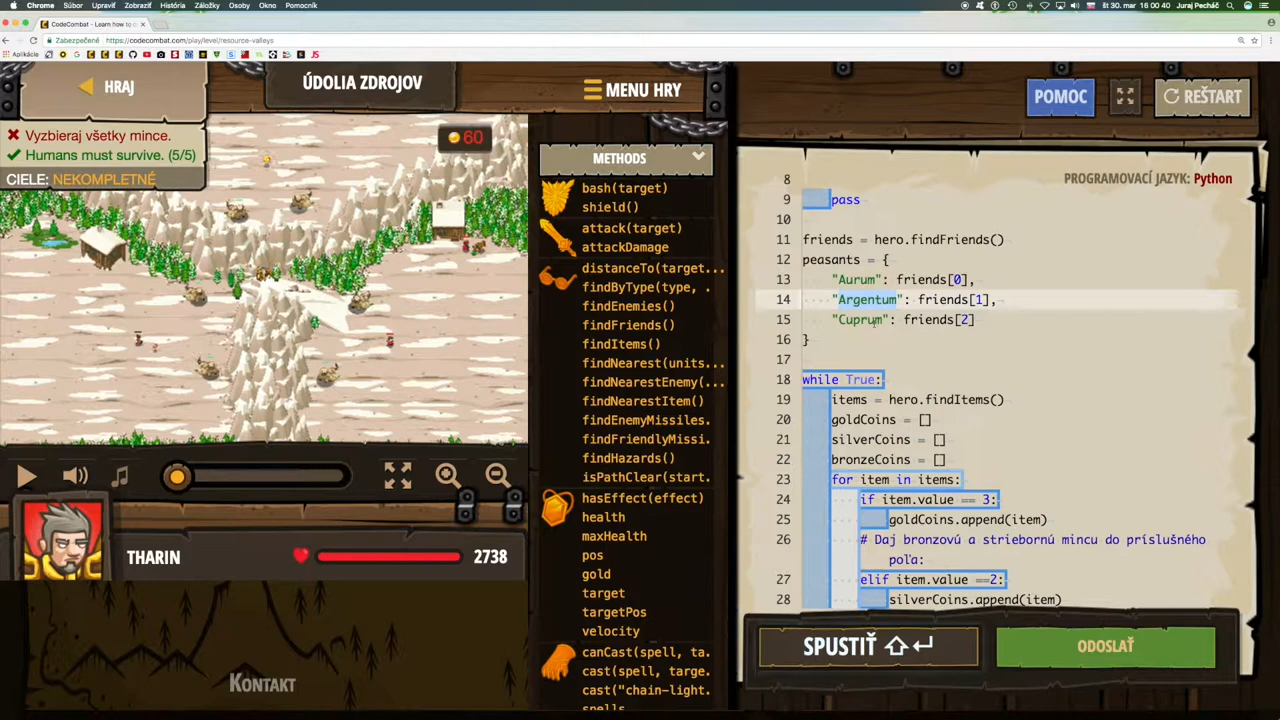 Chrome Súbor Upraviť Zobraziť História Záložky Osoby Okno Pomocník
št 30. mar 16 00 40 Juraj Pecháč
CodeCombat - Learn how to c
Zabezpečené https://codecombat.com/play/level/resource-valleys
Aplikácie
HRAJ
ÚDOLIA ZDROJOV
MENU HRY
POMOC
REŠTART
Vyzbieraj všetky mince.
Humans must survive. (5/5)
CIELE: NEKOMPLETNÉ
60
METHODS
bash(target)
shield()
attack(target)
attackDamage
distanceTo(target...
findByType(type, .
findEnemies()
findFriends()
findItems()
findNearest(units...
findNearestEnemy(...
findNearestItem()
findEnemyMissiles.
findFriendlyMissi.
findHazards()
isPathClear(start.
hasEffect(effect)
health
maxHealth
pos
gold
target
targetPos
velocity
canCast(spell, ta.
cast(spell, targe.
cast("chain-light.
spells
PROGRAMOVACÍ JAZYK: Python
8
9 pass
10
11 friends = hero.findFriends()
12 peasants = {
13 "Aurum": friends[0],
14 "Argentum": friends[1],
15 "Cuprum": friends[2]
16 }
17
18 while True:
19 items = hero.findItems()
20 goldCoins = []
21 silverCoins = []
22 bronzeCoins = []
23 for item in items:
24 if item.value == 3:
25 goldCoins.append(item)
26 # Daj bronzovú a striebornú mincu do príslušného
poľa:
27 elif item.value ==2:
28 silverCoins.append(item)
SPUSTIŤ
ODOSLAŤ
THARIN
2738
KONTAKT